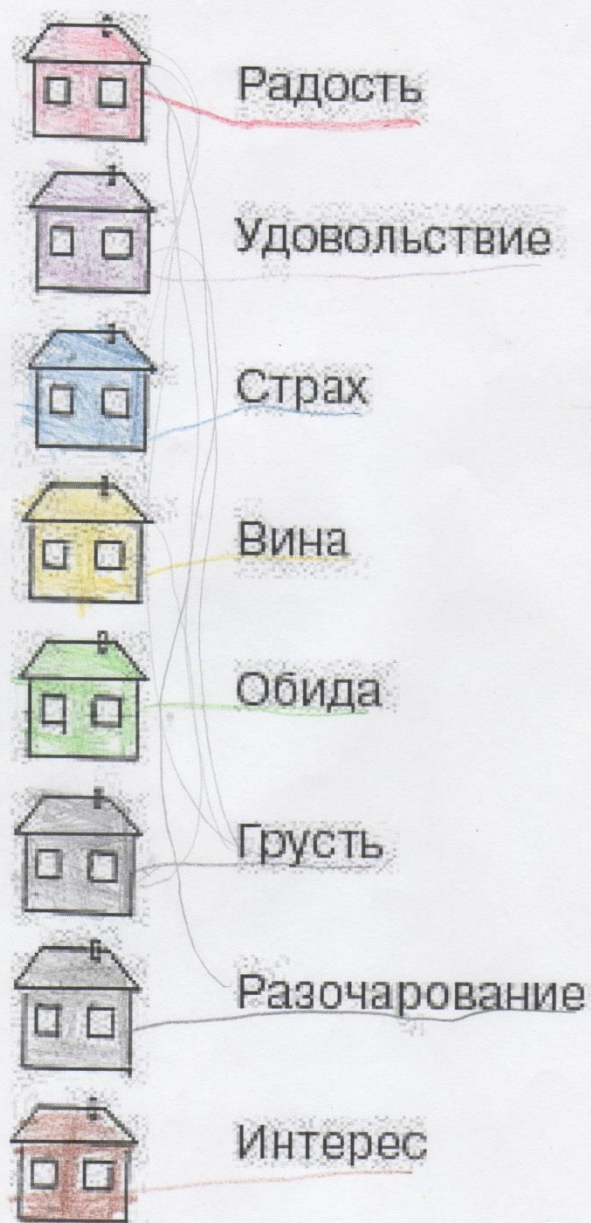 Радость
Удовольствие
Страх
Вина
Обида
Грусть
Разочарование
Интерес